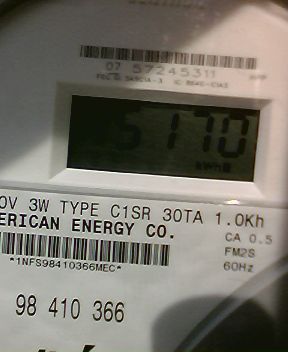 07 57245311
5170
kWh
0V 3W TYPE C1SR 30TA 1.0Kh
ERICAN ENERGY CO.
CA 0.5
FM2S
60Hz
*1NFS98410366MEC*
98 410 366